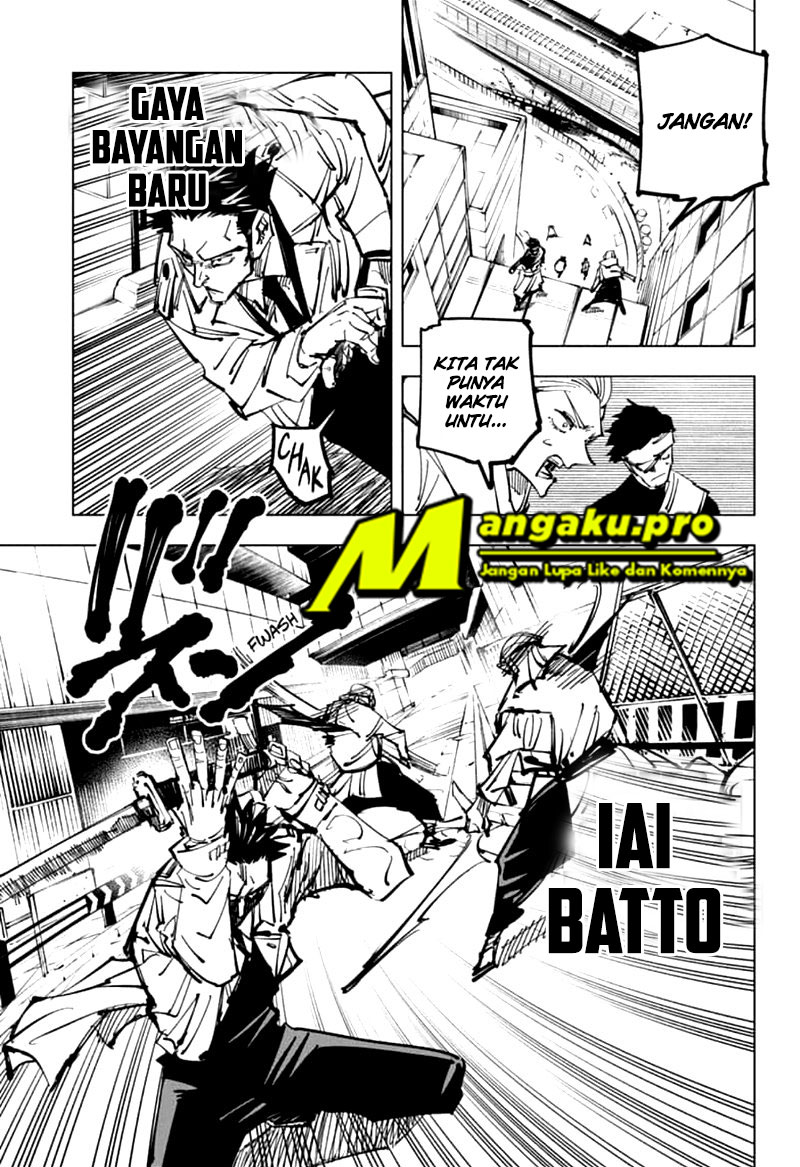 JANGAN!
KITA TAK
PUNYA
WAKTU
UNTU...
GAYA
BAYANGAN
BARU
CHAK
Mangaku.pro
Jangan Lupa Like dan Komennya
FWASH
IAI
BATTO